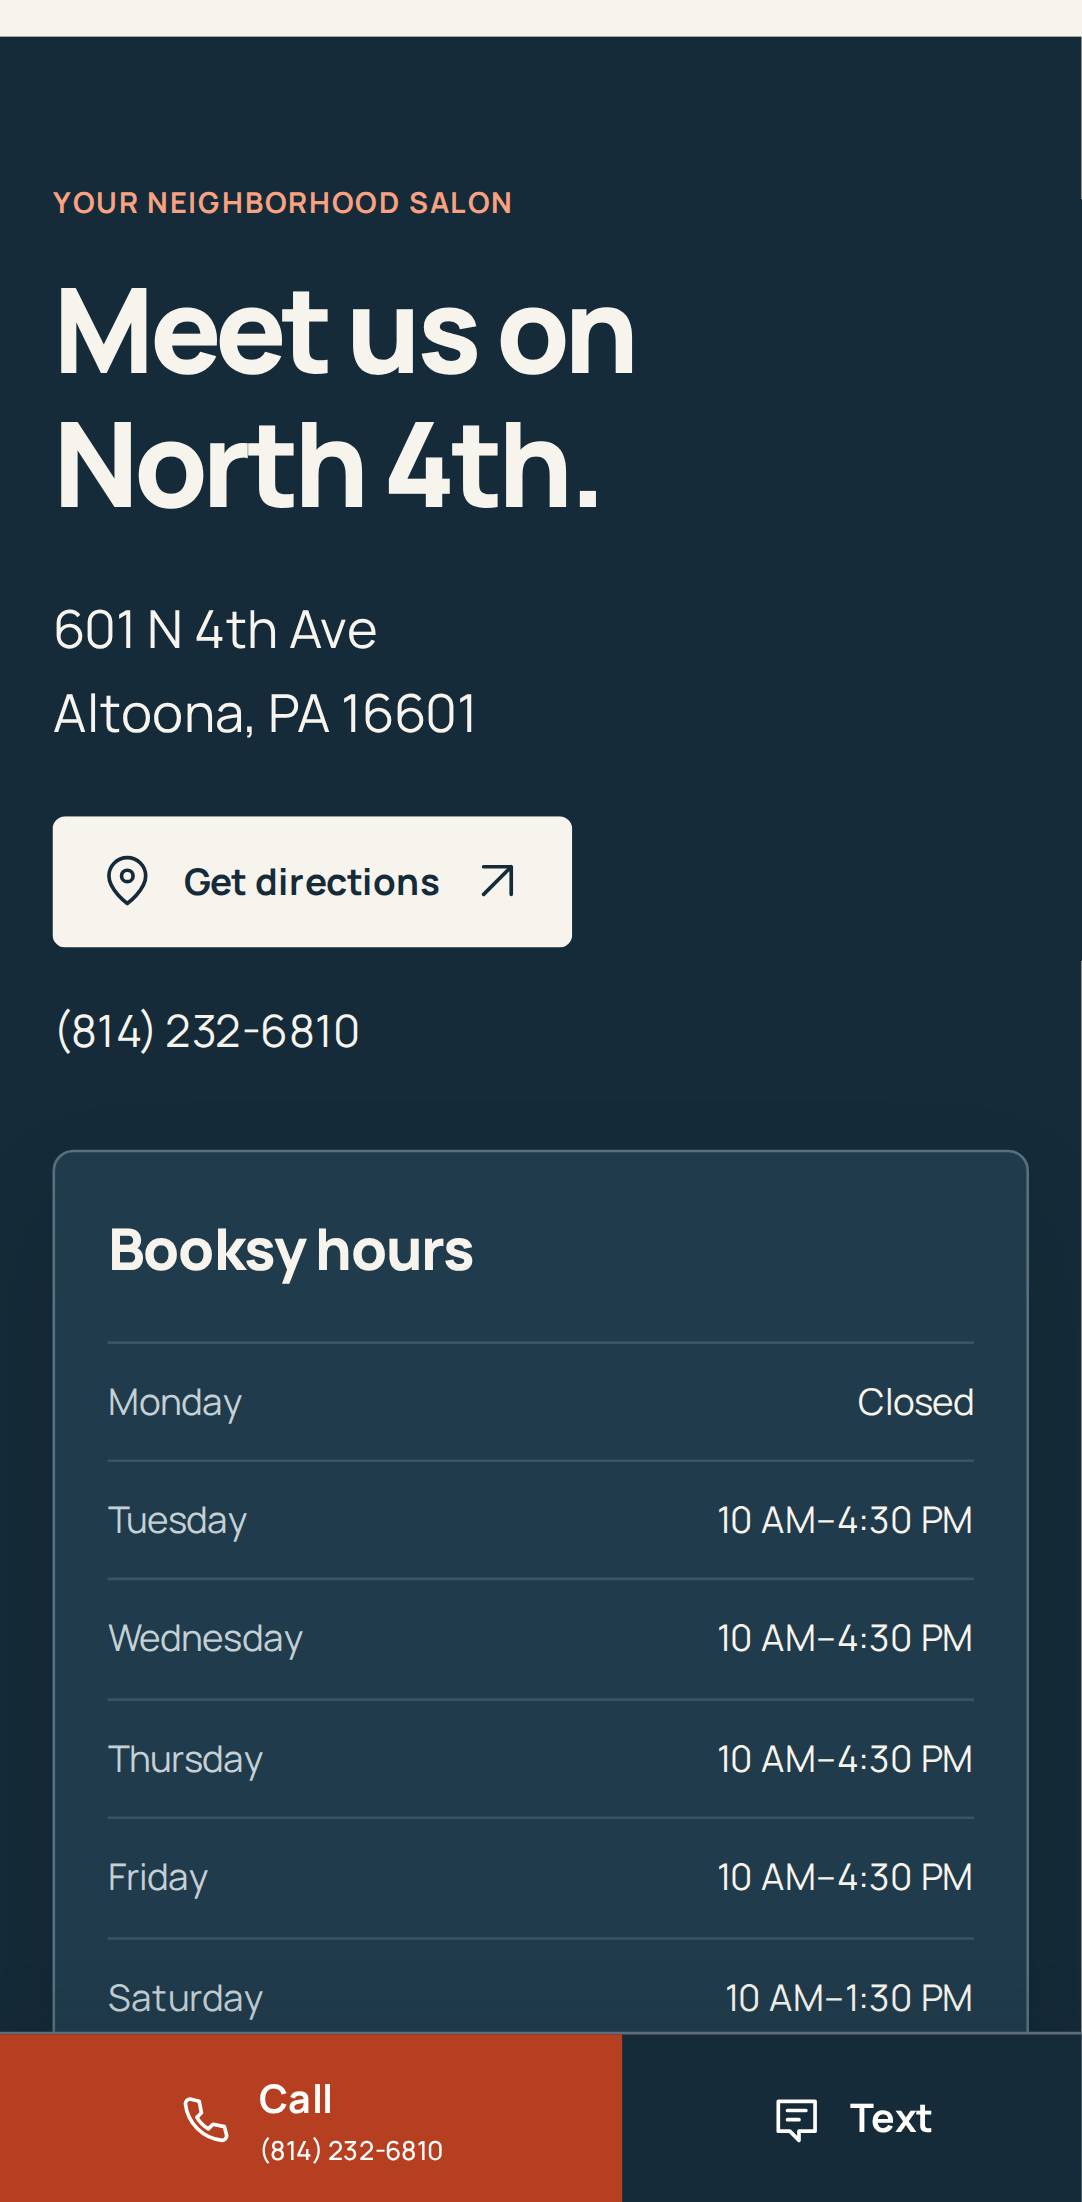 YOUR NEIGHBORHOOD SALON
Meet us on
North 4th.
601 N 4th Ave
Altoona, PA 16601
Get directions
(814) 232-6810
Booksy hours
Monday Closed
Tuesday 10 AM–4:30 PM
Wednesday 10 AM–4:30 PM
Thursday 10 AM–4:30 PM
Friday 10 AM–4:30 PM
Saturday 10 AM–1:30 PM
Call
(814) 232-6810
Text